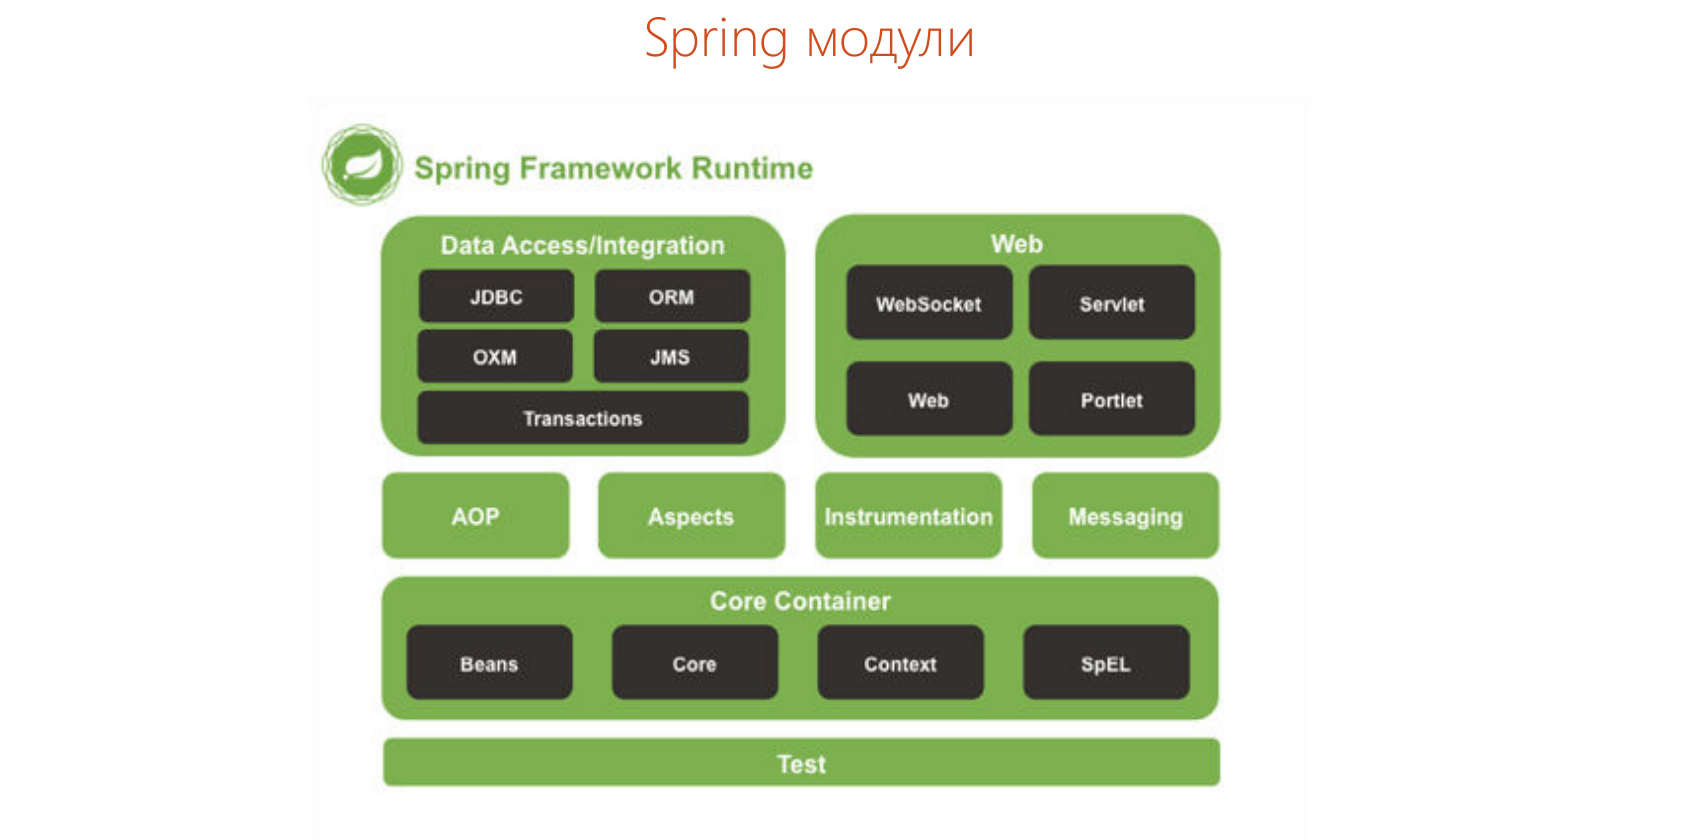 Spring модули
Spring Framework Runtime
Data Access/Integration
JDBC
ORM
OXM
JMS
Transactions
Web
WebSocket
Servlet
Web
Portlet
AOP
Aspects
Instrumentation
Messaging
Core Container
Beans
Core
Context
SpEL
Test